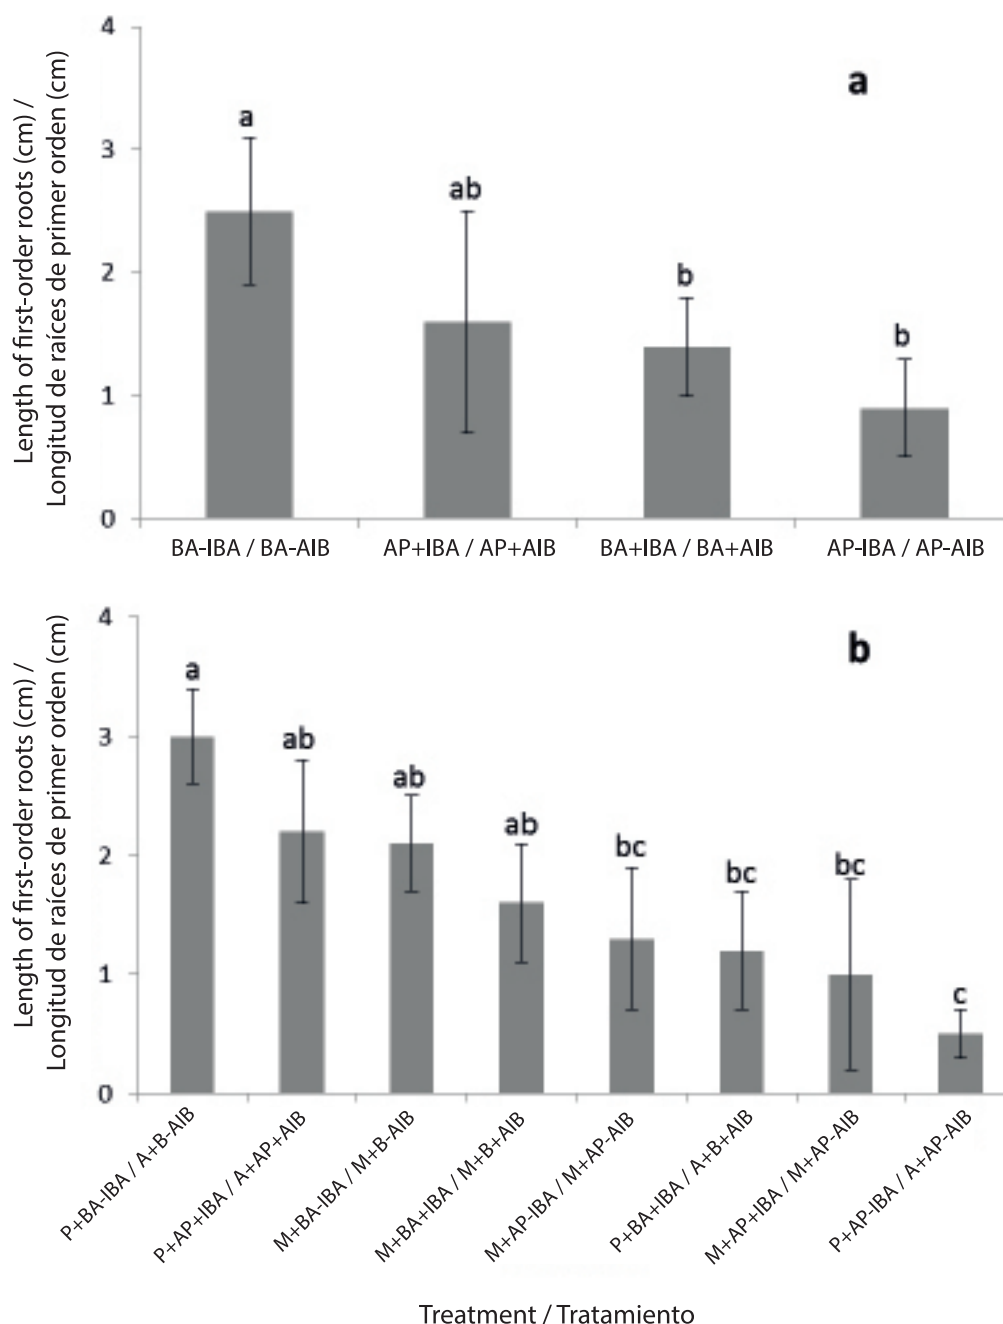 Length of first-order roots (cm) /
Longitud de raíces de primer orden (cm)
4
3
2
1
0
a
a
ab
b
b
BA-IBA / BA-AIB
AP+IBA / AP+AIB
BA+IBA / BA+AIB
AP-IBA / AP-AIB
Length of first-order roots (cm) /
Longitud de raíces de primer orden (cm)
4
3
2
1
0
b
a
ab
ab
ab
bc
bc
bc
c
P+BA-IBA / A+B-AIB
P+AP+IBA / A+AP+AIB
M+BA-IBA / M+B-AIB
M+BA+IBA / M+B+AIB
M+AP-IBA / M+AP-AIB
P+BA+IBA / A+B+AIB
M+AP+IBA / M+AP-AIB
P+AP-IBA / A+AP-AIB
Treatment / Tratamiento